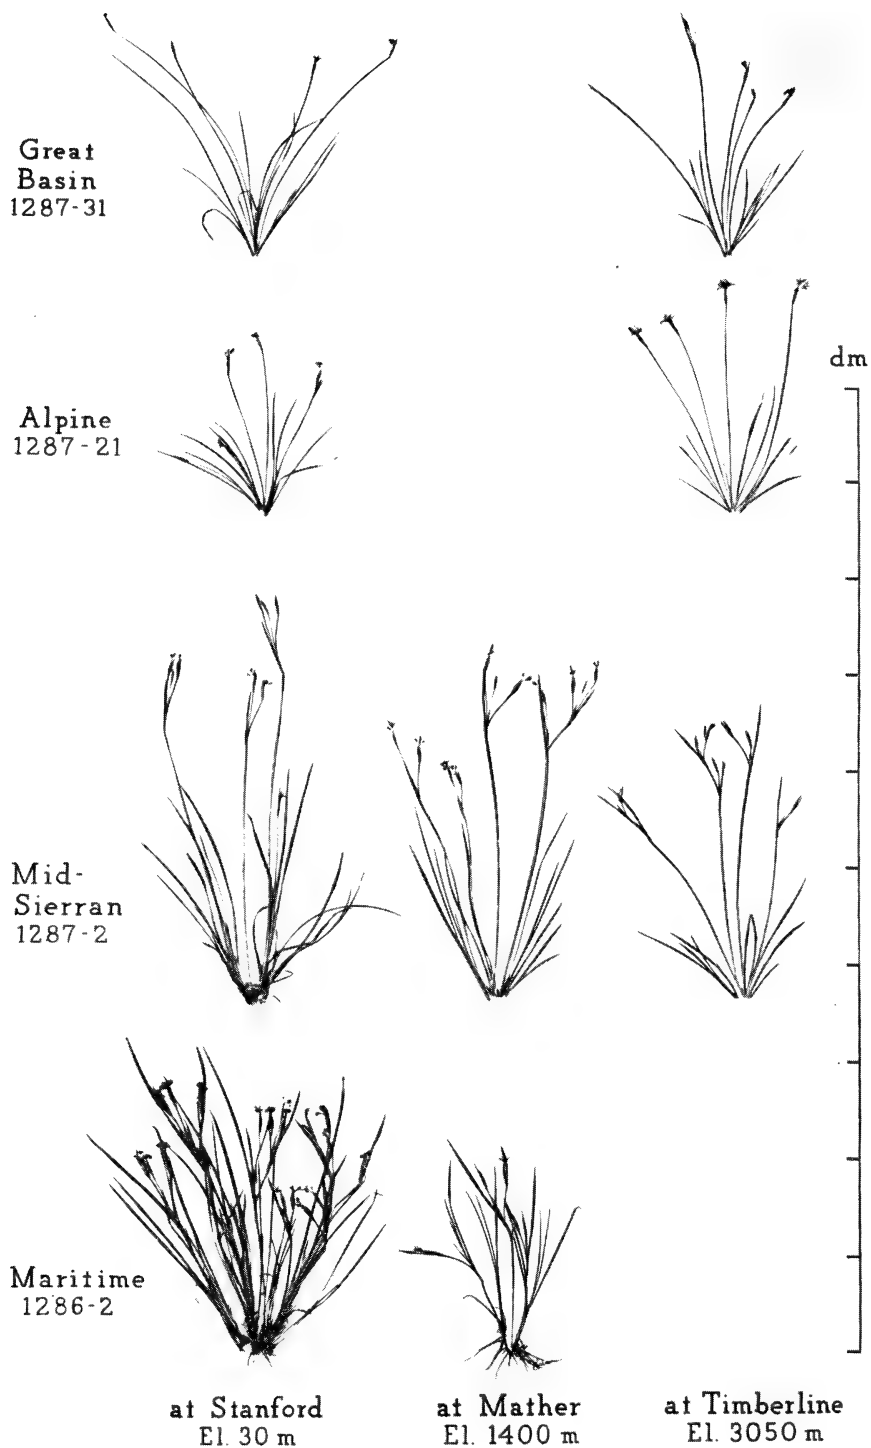 Great
Basin
1287-31
dm
Alpine
1287-21
Mid-
Sierran
1287-2
Maritime
1286-2
at Stanford
El. 30 m
at Mather
El. 1400 m
at Timberline
El. 3050 m